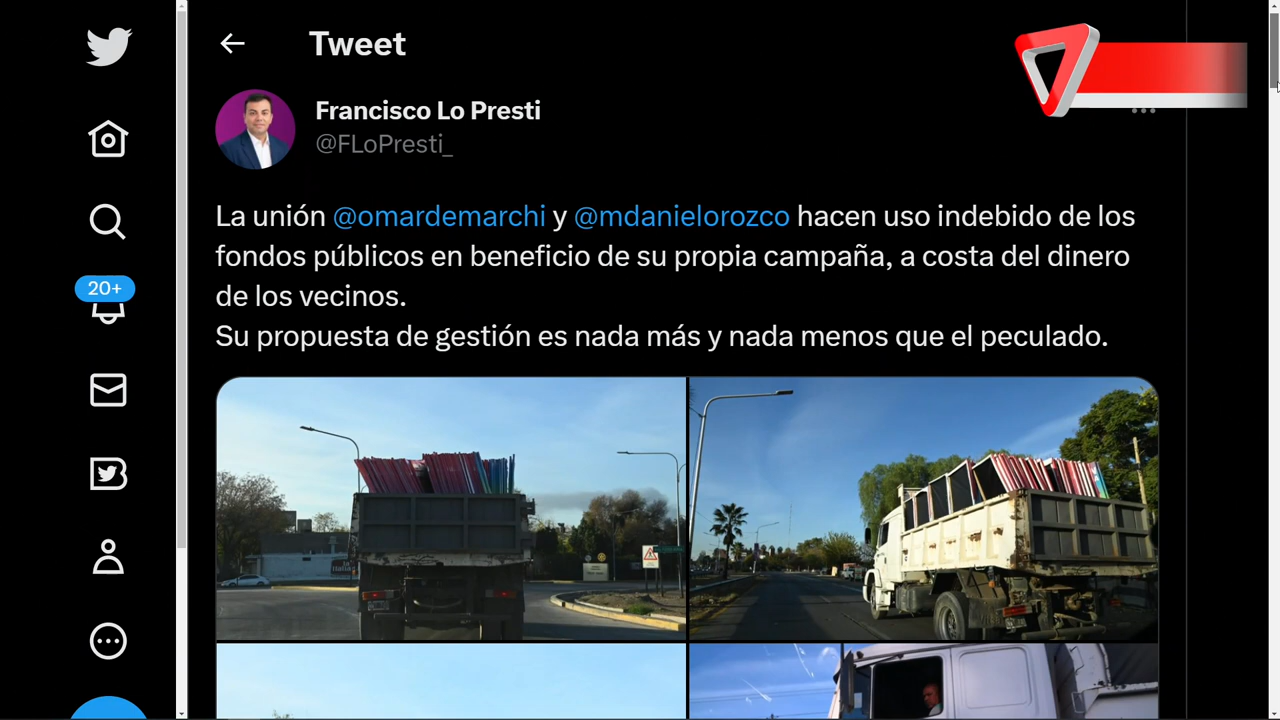 Tweet
Francisco Lo Presti
@FLoPresti_
La unión @omardemarchi y @mdanielorozco hacen uso indebido de los
fondos públicos en beneficio de su propia campaña, a costa del dinero
de los vecinos.
Su propuesta de gestión es nada más y nada menos que el peculado.
20+